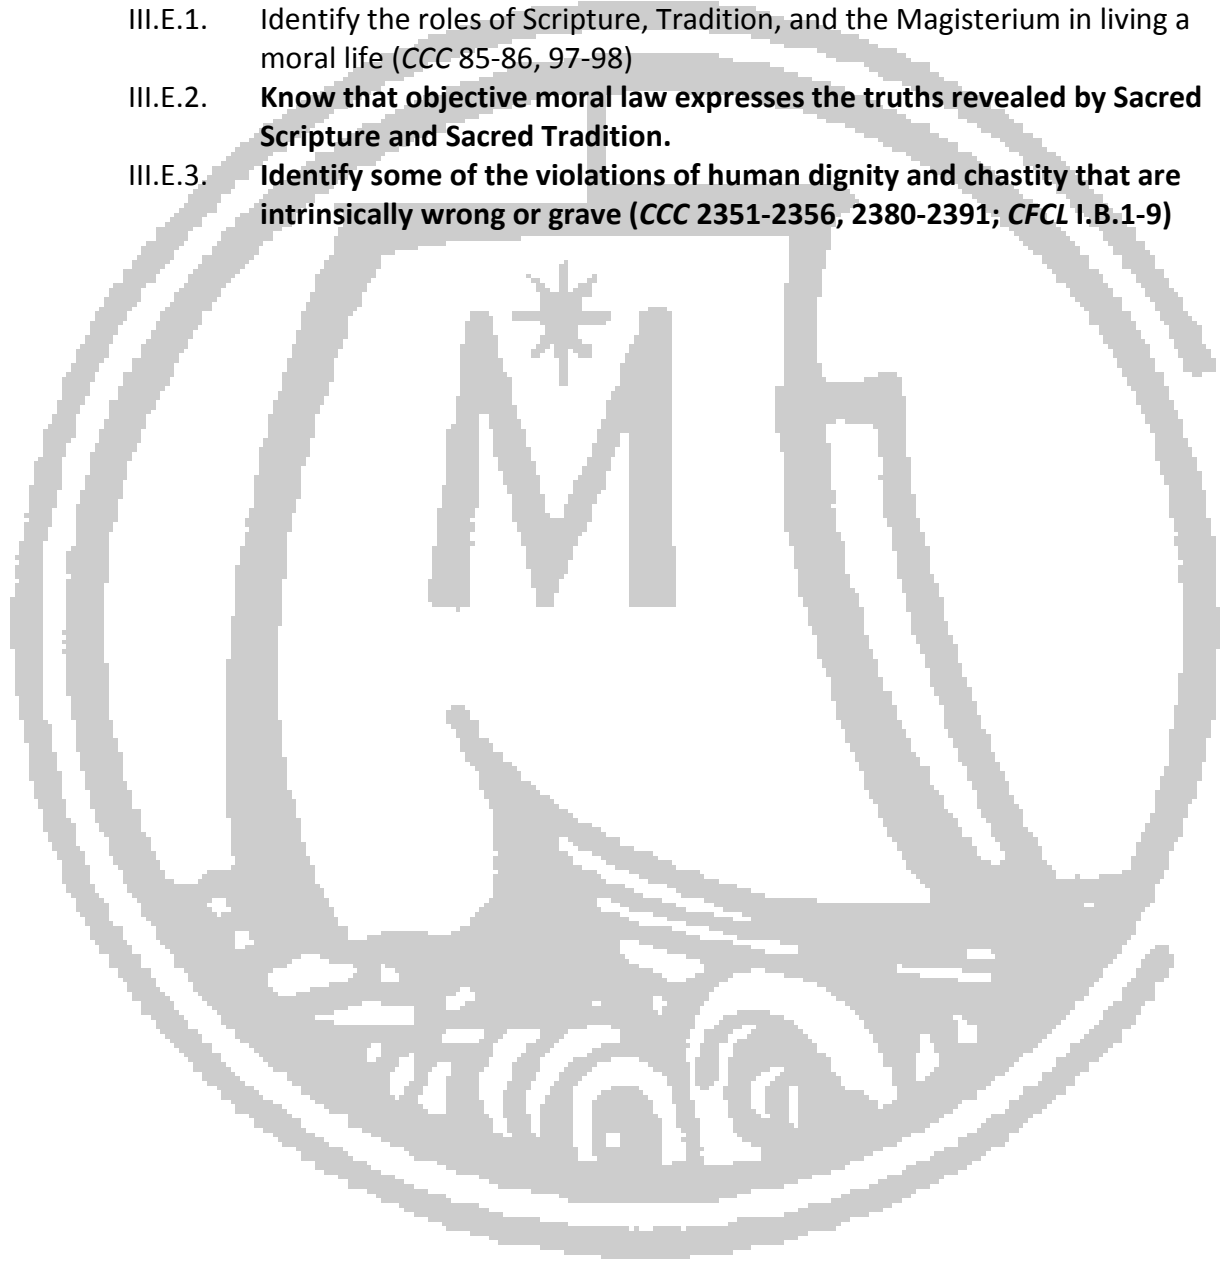 III.E.1. Identify the roles of Scripture, Tradition, and the Magisterium in living a
moral life (CCC 85-86, 97-98)
III.E.2. Know that objective moral law expresses the truths revealed by Sacred
Scripture and Sacred Tradition.
III.E.3. Identify some of the violations of human dignity and chastity that are
intrinsically wrong or grave (CCC 2351-2356, 2380-2391; CFCL I.B.1-9)
M